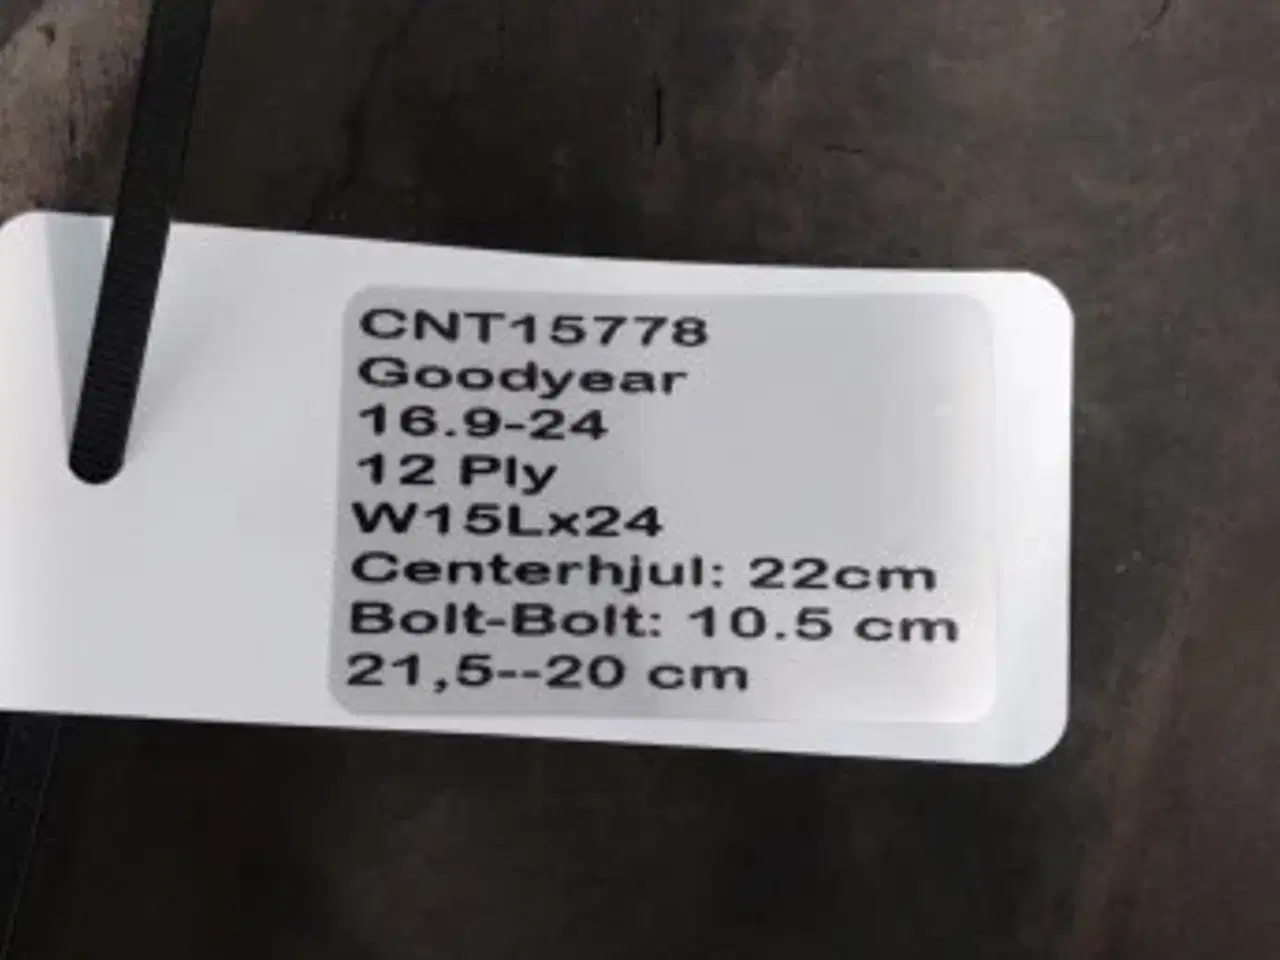 CNT15778
Goodyear
16.9-24
12 Ply
W15Lx24
Centerhjul: 22cm
Bolt-Bolt: 10.5 cm
21,5--20 cm